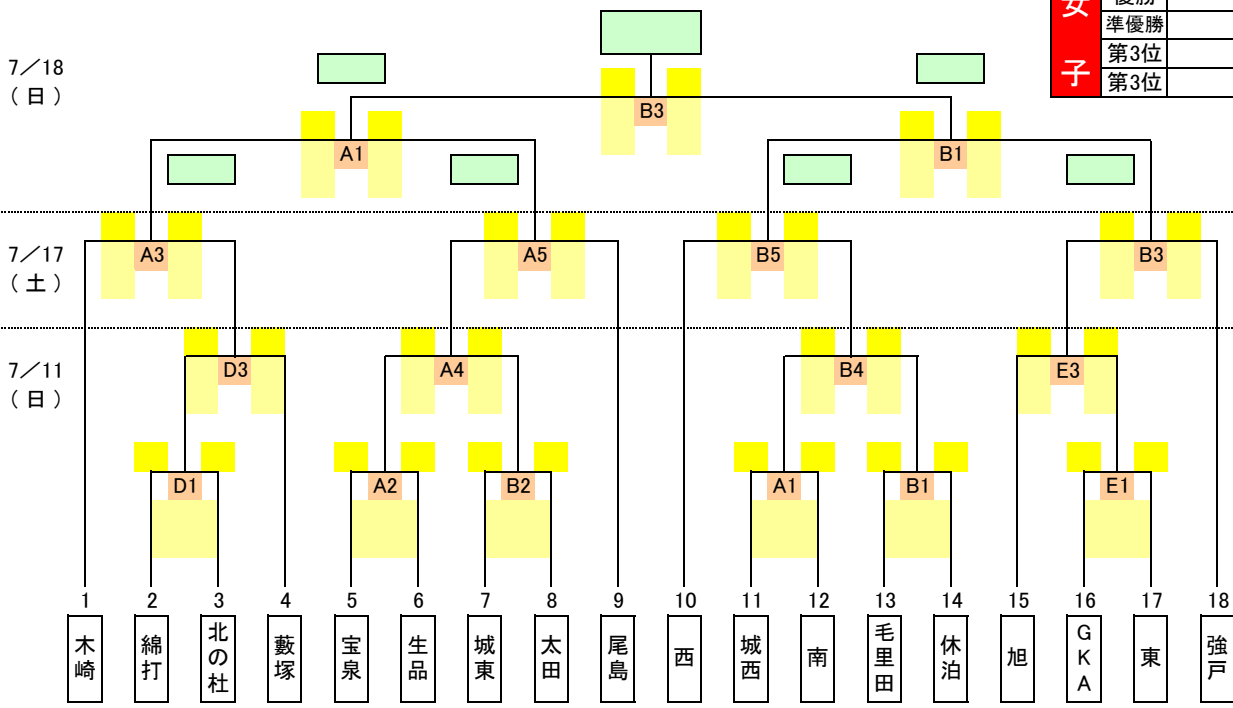 女子
優勝
準優勝
第3位
第3位
7/18
(日)
B3
A1
B1
7/17
(土)
A3
A5
B5
B3
7/11
(日)
D3
A4
B4
E3
D1
A2
B2
A1
B1
E1
1 2 3 4 5 6 7 8 9 10 11 12 13 14 15 16 17 18
木崎
綿打
北の杜
藪塚
宝泉
生品
城東
太田
尾島
西
城西
南
毛里田
休泊
旭
GKA
東
強戸